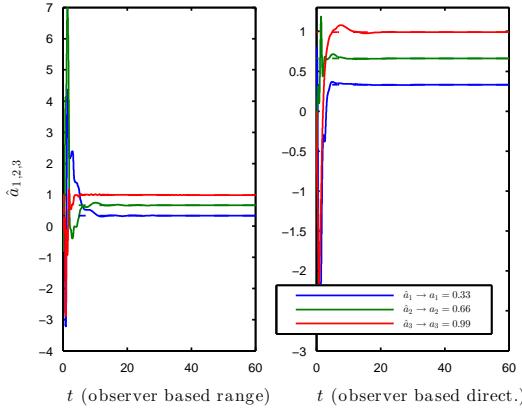 7
6
5
4
3
2
1
0
−1
−2
−3
−4
0 20 40 60
â1,2,3
t (observer based range)
1
0.5
0
−0.5
−1
−1.5
−2
−3
0 20 40 60
t (observer based direct.)
â1 → a1 = 0.33
â2 → a2 = 0.66
â3 → a3 = 0.99